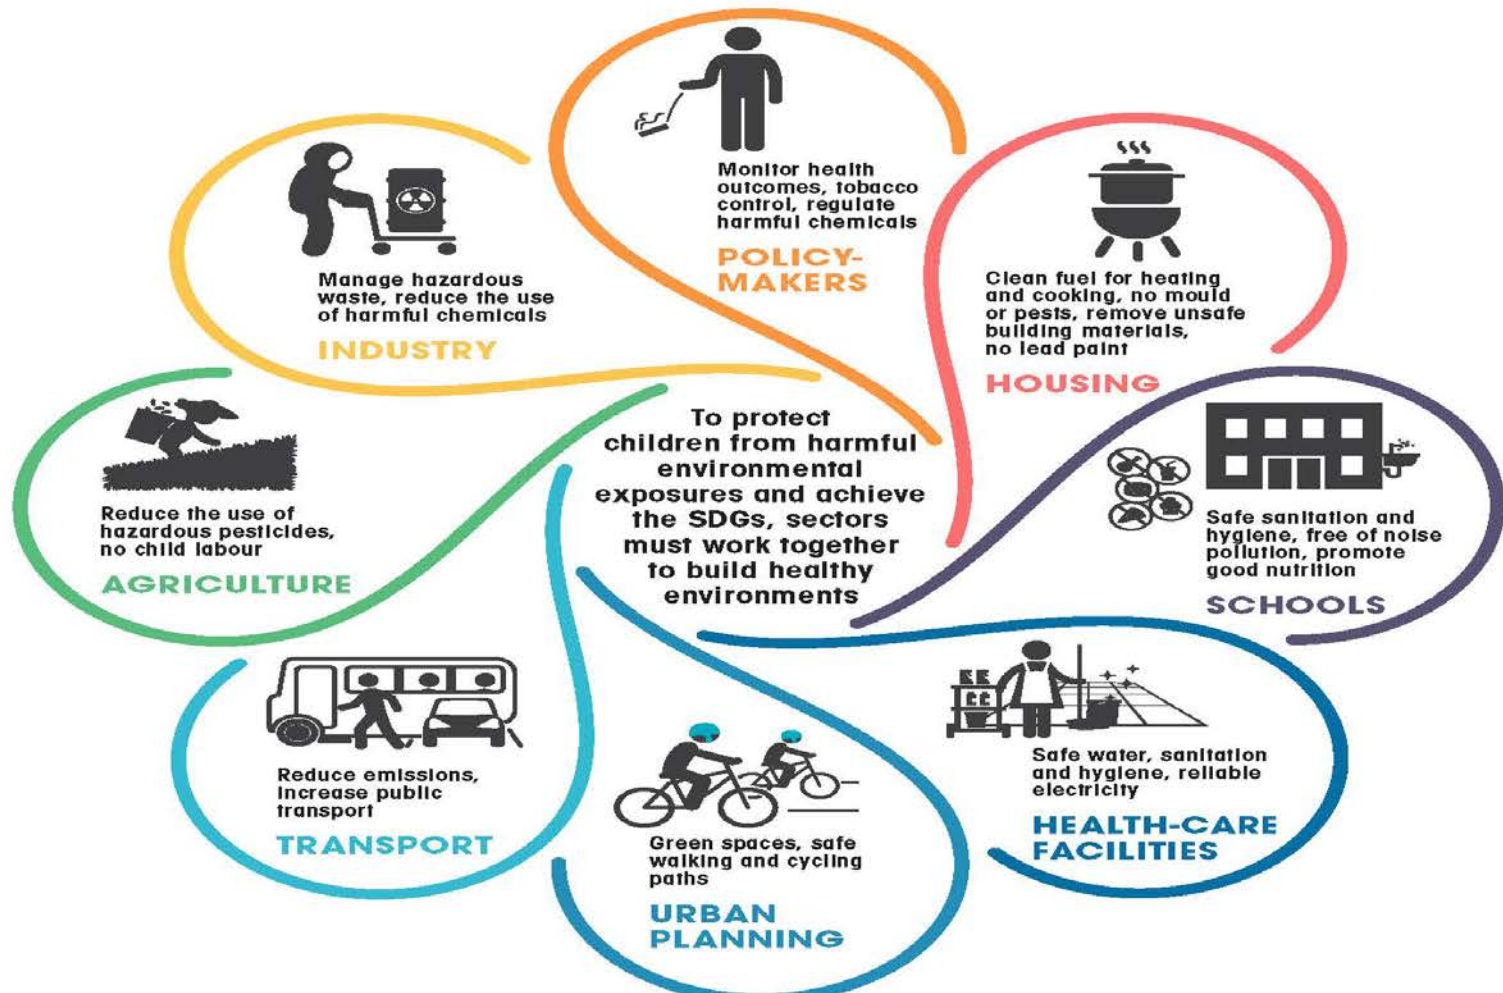 Monitor health
outcomes, tobacco
control, regulate
harmful chemicals
POLICY-
MAKERS
Clean fuel for heating
and cooking, no mould
or pests, remove unsafe
building materials,
no lead paint
HOUSING
Safe sanitation and
hygiene, free of noise
pollution, promote
good nutrition
SCHOOLS
Safe water, sanitation
and hygiene, reliable
electricity
HEALTH-CARE
FACILITIES
Green spaces, safe
walking and cycling
paths
URBAN
PLANNING
Reduce emissions,
increase public
transport
TRANSPORT
Reduce the use of
hazardous pesticides,
no child labour
AGRICULTURE
Manage hazardous
waste, reduce the use
of harmful chemicals
INDUSTRY
To protect
children from harmful
environmental
exposures and achieve
the SDGs, sectors
must work together
to build healthy
environments